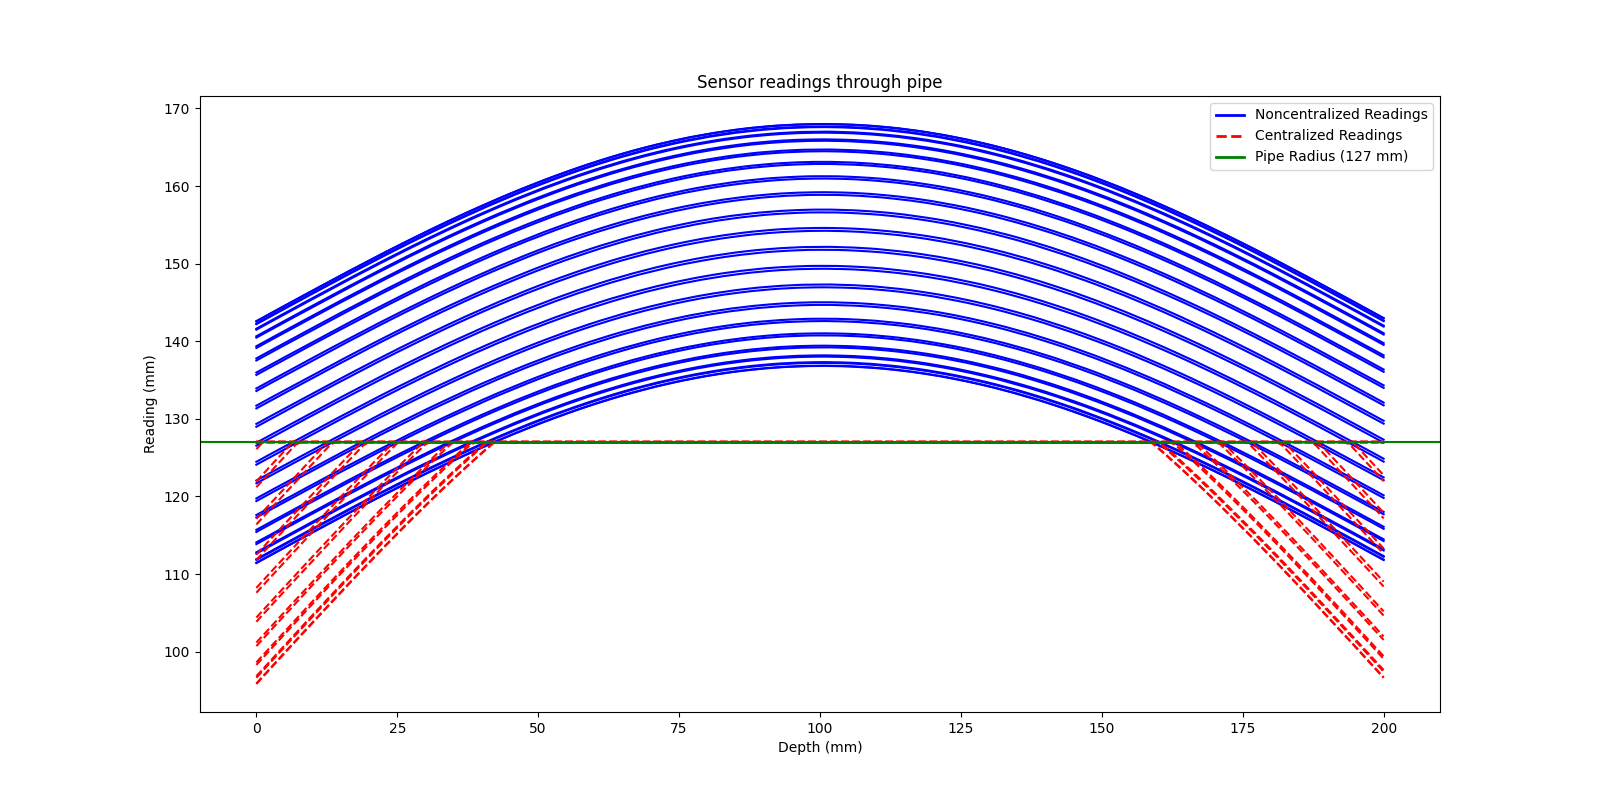 Sensor readings through pipe
170
160
150
140
130
120
110
100
Reading (mm)
Noncentralized Readings
Centralized Readings
Pipe Radius (127 mm)
0 25 50 75 100 125 150 175 200
Depth (mm)